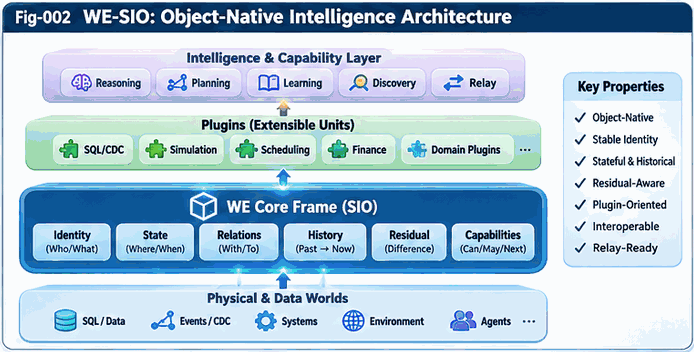 Fig-002 WE-SIO: Object-Native Intelligence Architecture
Intelligence & Capability Layer
Reasoning Planning Learning Discovery Relay
Plugins (Extensible Units)
SQL/CDC Simulation Scheduling Finance Domain Plugins ...
WE Core Frame (SIO)
Identity State Relations History Residual Capabilities
(Who/What) (Where/When) (With/To) (Past → Now) (Difference) (Can/May/Next)
Physical & Data Worlds
SQL / Data Events / CDC Systems Environment Agents ...
Key Properties
✓ Object-Native
✓ Stable Identity
✓ Stateful & Historical
✓ Residual-Aware
✓ Plugin-Oriented
✓ Interoperable
✓ Relay-Ready